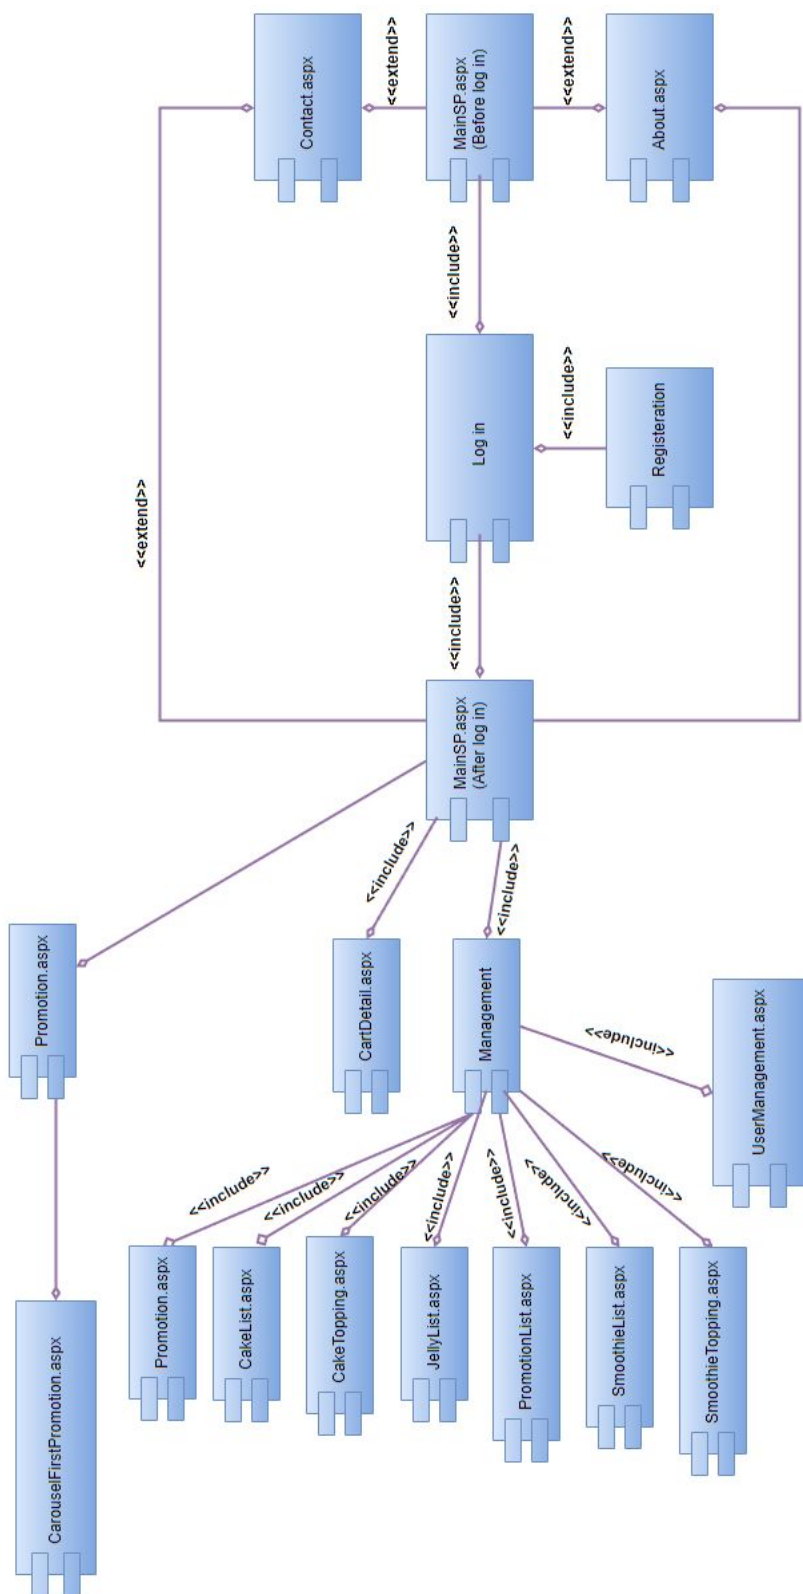 Contact.aspx
<<extend>>
MainSP.aspx
(Before log in)
<<extend>>
About.aspx
<<include>>
Log in
<<include>>
Registeration
<<extend>>
<<include>>
MainSP.aspx
(After log in)
Promotion.aspx
<<include>>
CartDetail.aspx
<<include>>
Management
<<include>>
UserManagement.aspx
CarouselFirstPromotion.aspx
<<include>>
Promotion.aspx
<<include>>
CakeList.aspx
<<include>>
CakeTopping.aspx
<<include>>
JellyList.aspx
<<include>>
PromotionList.aspx
<<include>>
SmoothieList.aspx
<<include>>
SmoothieTopping.aspx